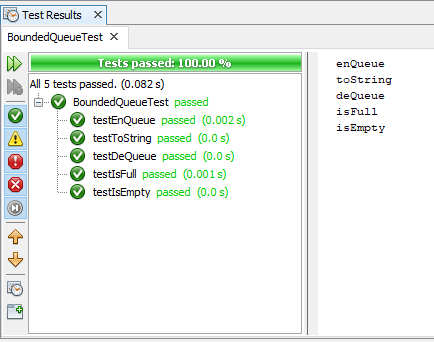 Test Results
BoundedQueueTest
Tests passed: 100.00 %
All 5 tests passed. (0.082 s)
BoundedQueueTest passed
testEnQueue passed (0.002 s)
testToString passed (0.0 s)
testDeQueue passed (0.0 s)
testIsFull passed (0.001 s)
testIsEmpty passed (0.0 s)
enQueue
toString
deQueue
isFull
isEmpty